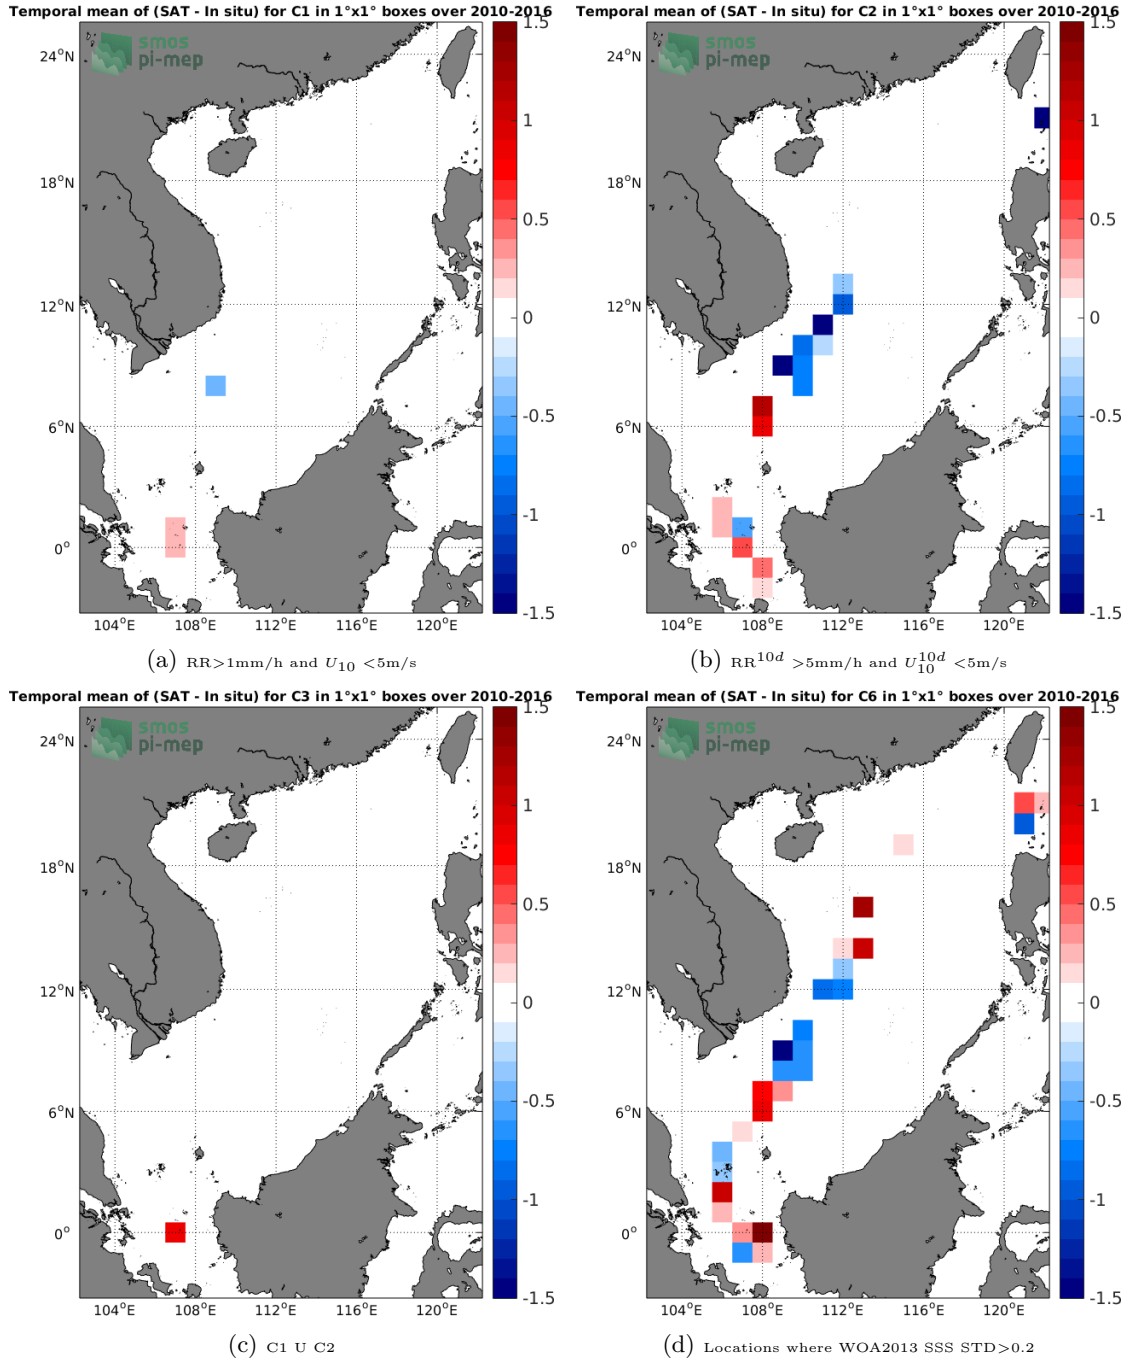 Temporal mean of (SAT - In situ) for C1 in 1°x1° boxes over 2010-2016
smos
pi-mep
24°N
18°N
12°N
6°N
0°
104°E
108°E
112°E
116°E
120°E
1.5
1
0.5
0
-0.5
-1
-1.5
(a) RR>1mm/h and U10 <5m/s
Temporal mean of (SAT - In situ) for C2 in 1°x1° boxes over 2010-2016
smos
pi-mep
24°N
18°N
12°N
6°N
0°
104°E
108°E
112°E
116°E
120°E
1.5
1
0.5
0
-0.5
-1
-1.5
(b) RR10d >5mm/h and U10d10 <5m/s
Temporal mean of (SAT - In situ) for C3 in 1°x1° boxes over 2010-2016
smos
pi-mep
24°N
18°N
12°N
6°N
0°
104°E
108°E
112°E
116°E
120°E
1.5
1
0.5
0
-0.5
-1
-1.5
(c) C1 U C2
Temporal mean of (SAT - In situ) for C6 in 1°x1° boxes over 2010-2016
smos
pi-mep
24°N
18°N
12°N
6°N
0°
104°E
108°E
112°E
116°E
120°E
1.5
1
0.5
0
-0.5
-1
-1.5
(d) Locations where WOA2013 SSS STD>0.2